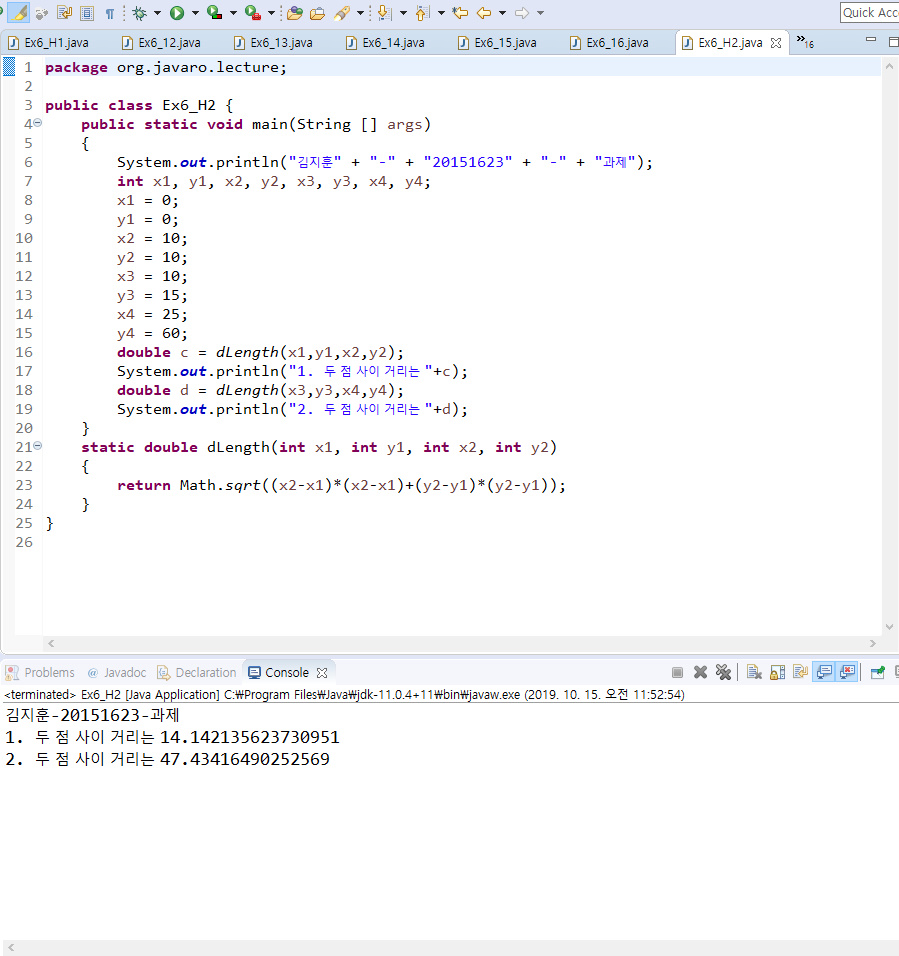 Quick Acc
Ex6_H1.java Ex6_12.java Ex6_13.java Ex6_14.java Ex6_15.java Ex6_16.java Ex6_H2.java »16
1 package org.javaro.lecture;
2
3 public class Ex6_H2 {
4 public static void main(String [] args)
5 {
6 System.out.println("김지훈" + "-" + "20151623" + "-" + "과제");
7 int x1, y1, x2, y2, x3, y3, x4, y4;
8 x1 = 0;
9 y1 = 0;
10 x2 = 10;
11 y2 = 10;
12 x3 = 10;
13 y3 = 15;
14 x4 = 25;
15 y4 = 60;
16 double c = dLength(x1,y1,x2,y2);
17 System.out.println("1. 두 점 사이 거리는 "+c);
18 double d = dLength(x3,y3,x4,y4);
19 System.out.println("2. 두 점 사이 거리는 "+d);
20 }
21 static double dLength(int x1, int y1, int x2, int y2)
22 {
23 return Math.sqrt((x2-x1)*(x2-x1)+(y2-y1)*(y2-y1));
24 }
25 }
26
Problems @ Javadoc Declaration Console
<terminated> Ex6_H2 [Java Application] C:₩Program Files₩Java₩jdk-11.0.4+11₩bin₩javaw.exe (2019. 10. 15. 오전 11:52:54)
김지훈-20151623-과제
1. 두 점 사이 거리는 14.142135623730951
2. 두 점 사이 거리는 47.43416490252569